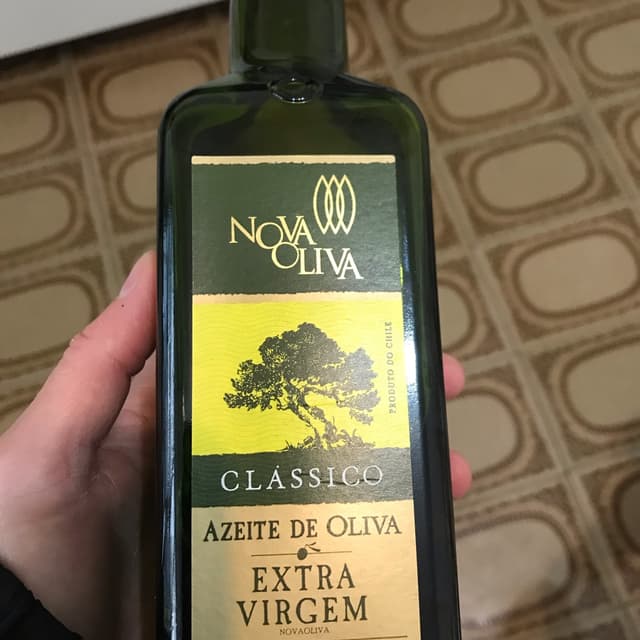 NOVA
OLIVA
PRODUTO DO CHILE
CLÁSSICO
AZEITE DE OLIVA
EXTRA
VIRGEM
NOVAOLIVA